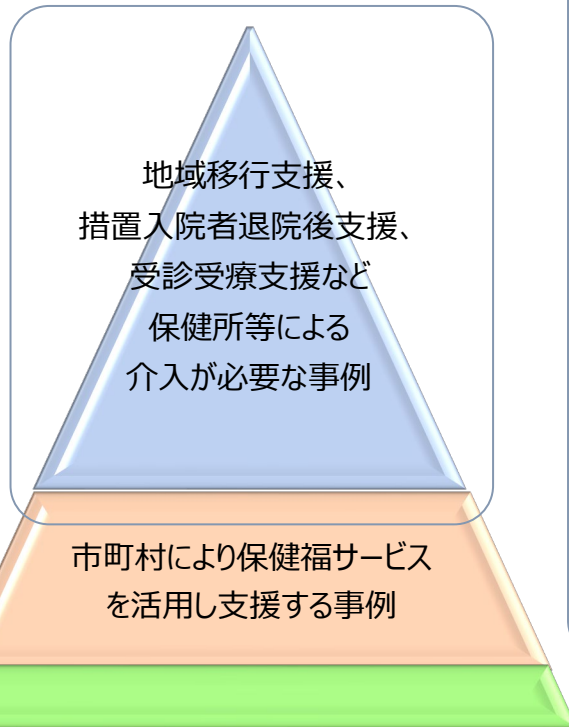 地域移行支援、
措置入院者退院後支援、
受診受療支援など
保健所等による
介入が必要な事例
市町村により保健福サービス
を活用し支援する事例